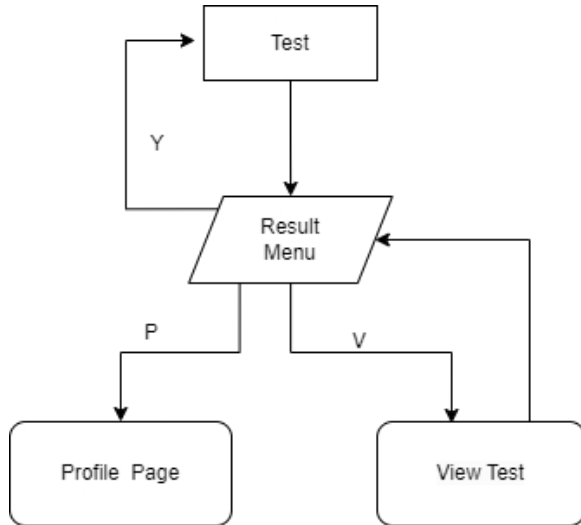 Test
Y
Result
Menu
P
V
Profile Page
View Test